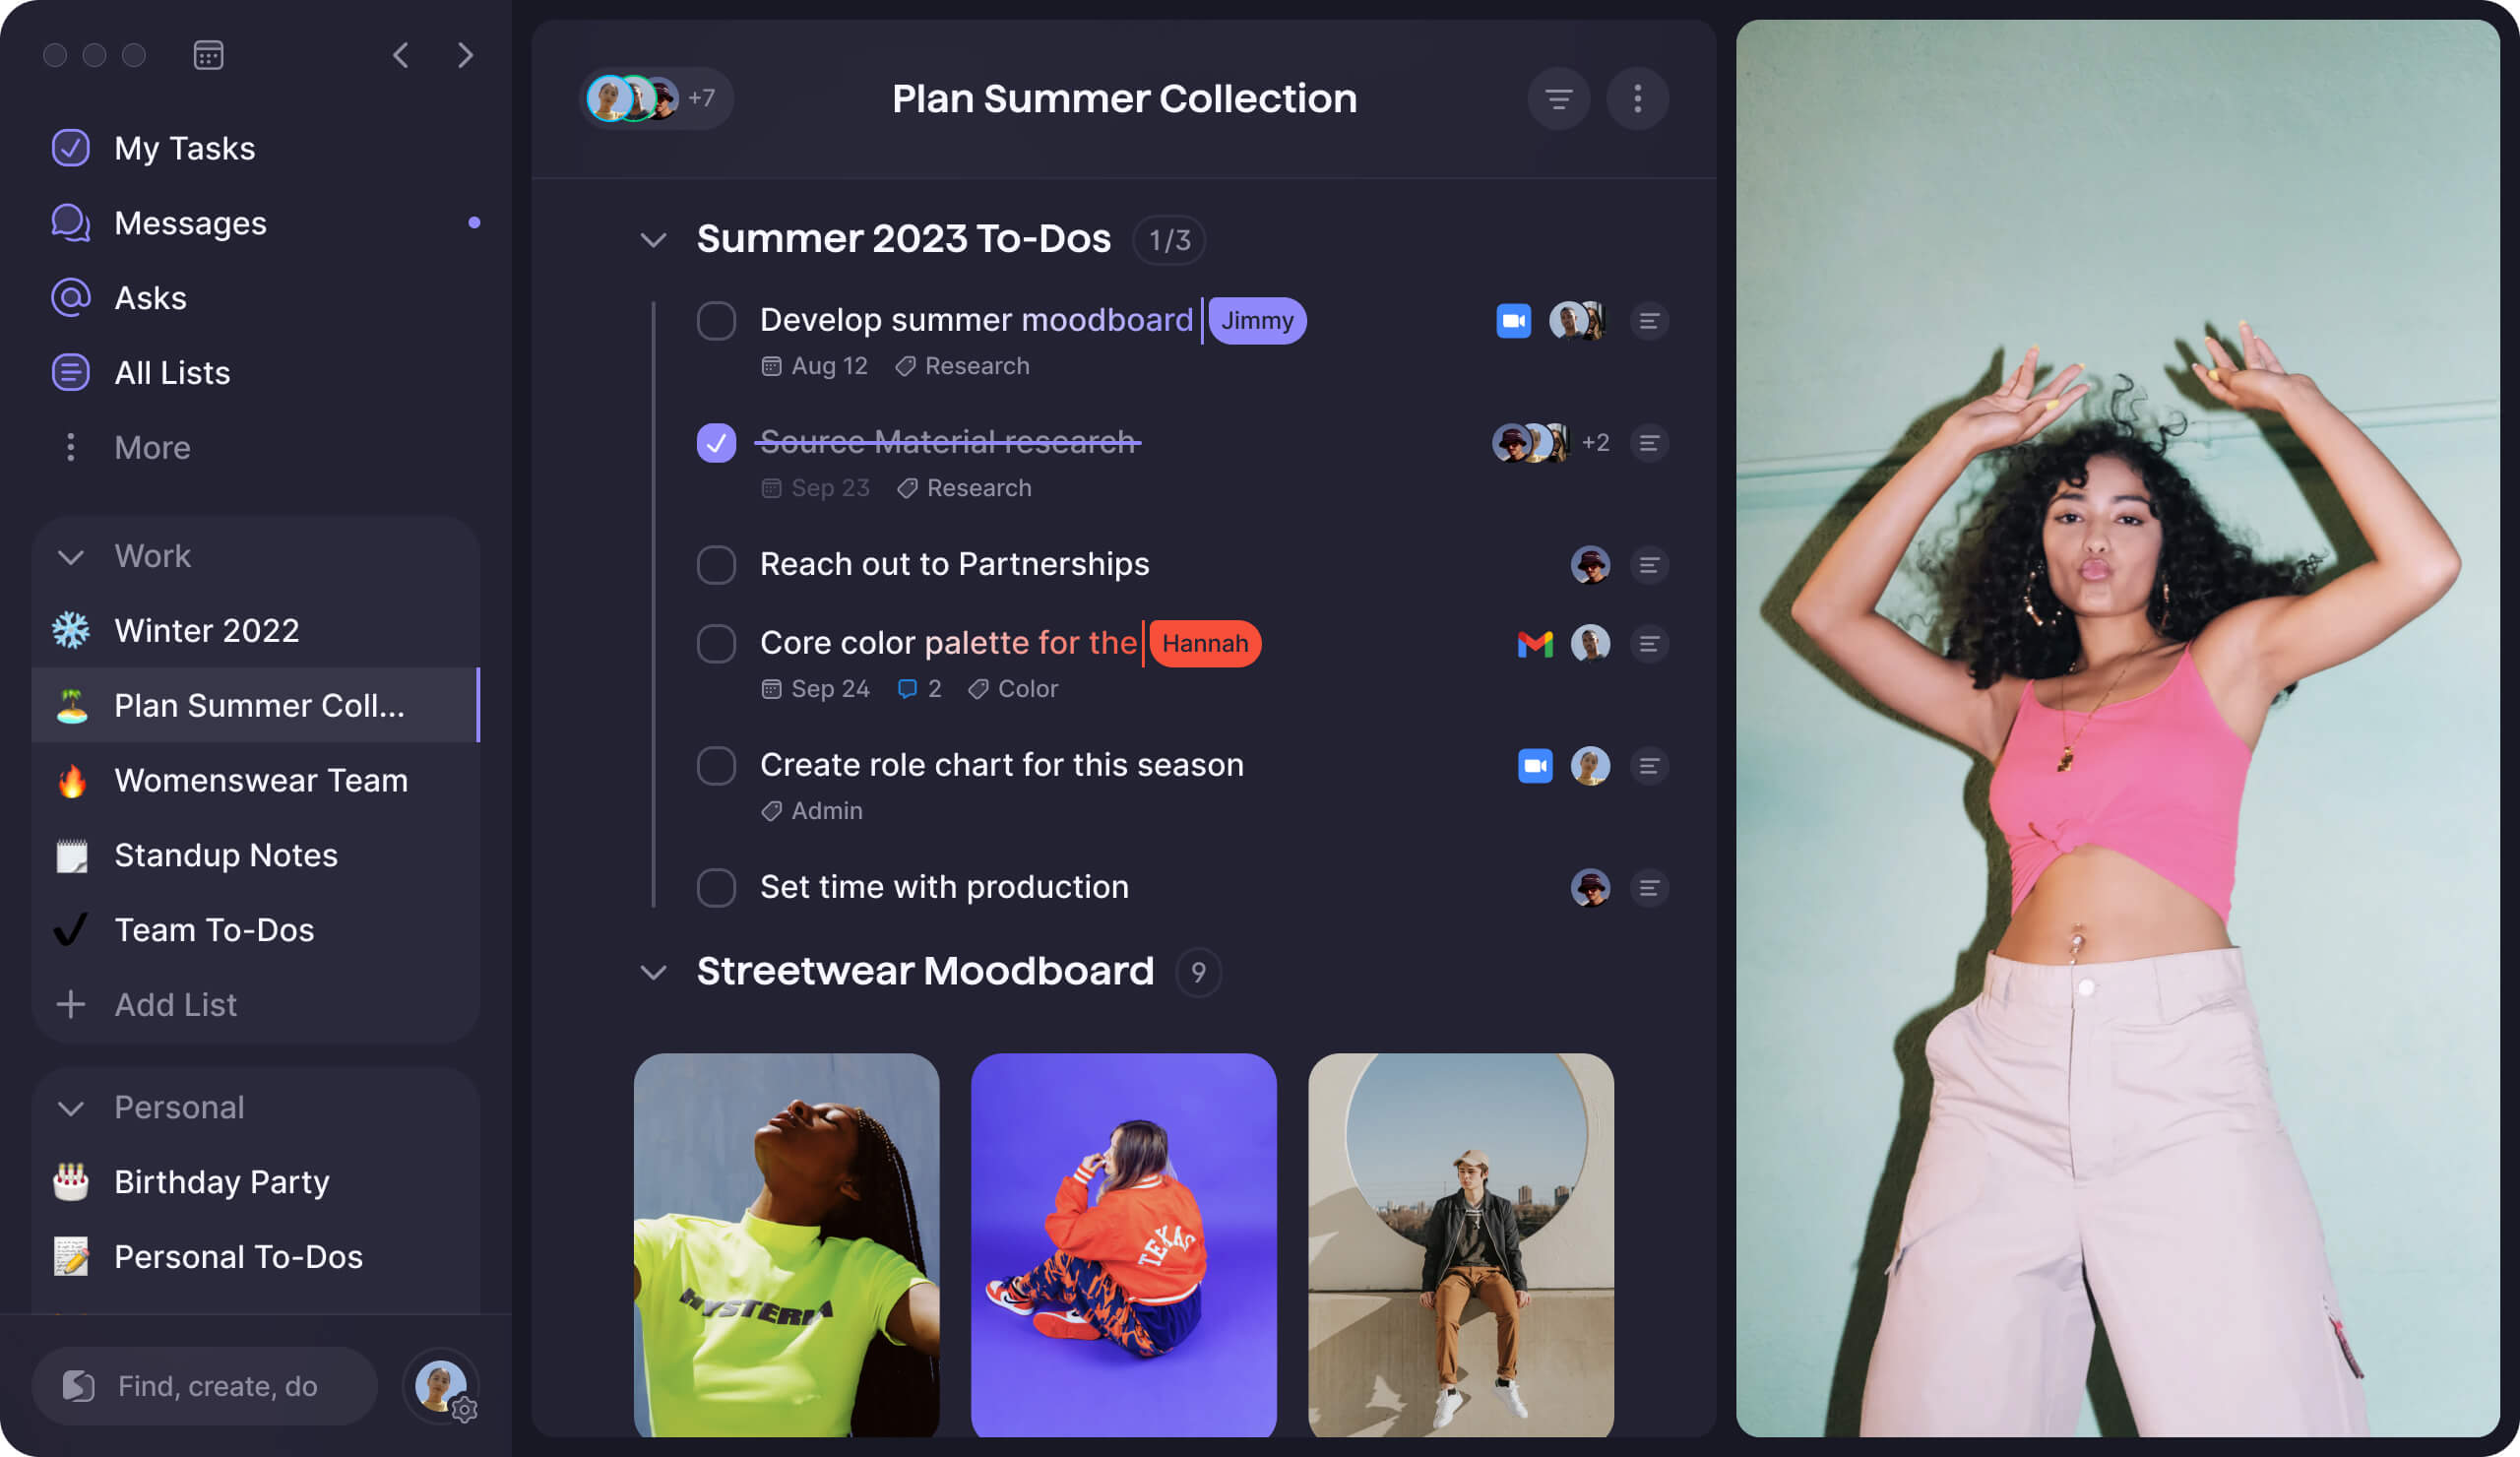 My Tasks
Messages
Asks
All Lists
More
Work
Winter 2022
Plan Summer Coll...
Womenswear Team
Standup Notes
Team To-Dos
Add List
Personal
Birthday Party
Personal To-Dos
Find, create, do
+7
Plan Summer Collection
Summer 2023 To-Dos 1/3
Develop summer moodboard Jimmy
Aug 12 Research
Source Material research +2
Sep 23 Research
Reach out to Partnerships
Core color palette for the Hannah
Sep 24 2 Color
Create role chart for this season
Admin
Set time with production
Streetwear Moodboard 9
HYSTERIA
TEXAS